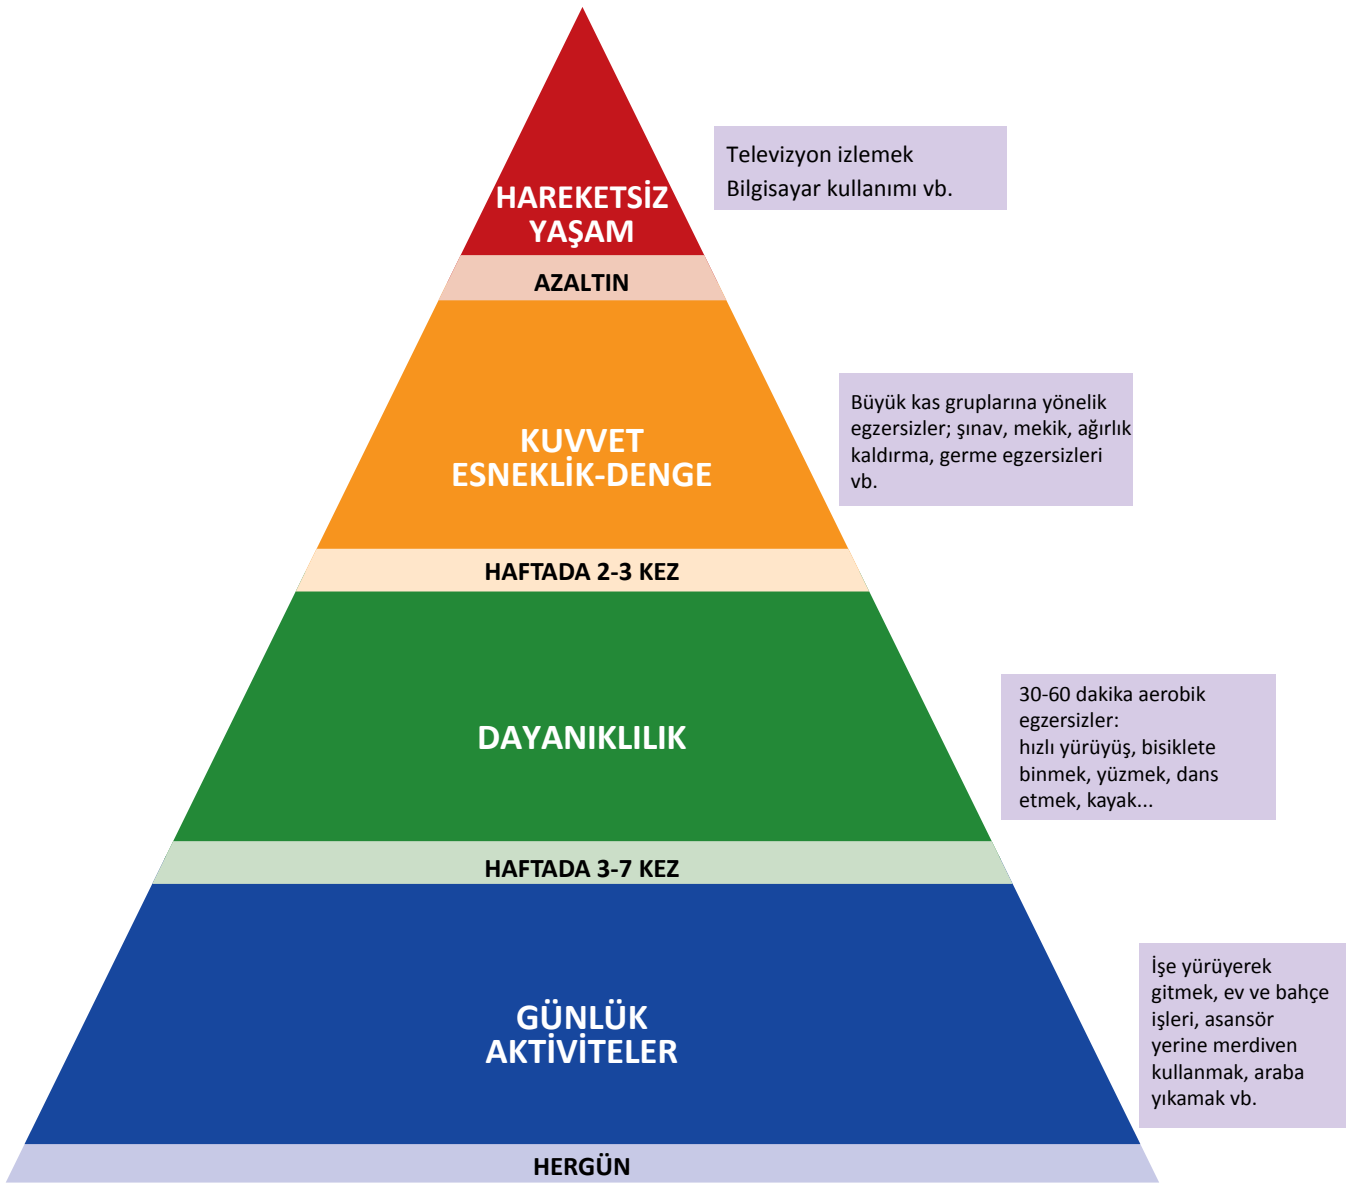 HAREKETSİZ
YAŞAM
Televizyon izlemek
Bilgisayar kullanımı vb.
AZALTIN
KUVVET
ESNEKLİK-DENGE
Büyük kas gruplarına yönelik
egzersizler; şınav, mekik, ağırlık
kaldırma, germe egzersizleri
vb.
HAFTADA 2-3 KEZ
DAYANIKLILIK
30-60 dakika aerobik
egzersizler:
hızlı yürüyüş, bisiklete
binmek, yüzmek, dans
etmek, kayak...
HAFTADA 3-7 KEZ
GÜNLÜK
AKTİVİTELER
İşe yürüyerek
gitmek, ev ve bahçe
işleri, asansör
yerine merdiven
kullanmak, araba
yıkamak vb.
HERGÜN